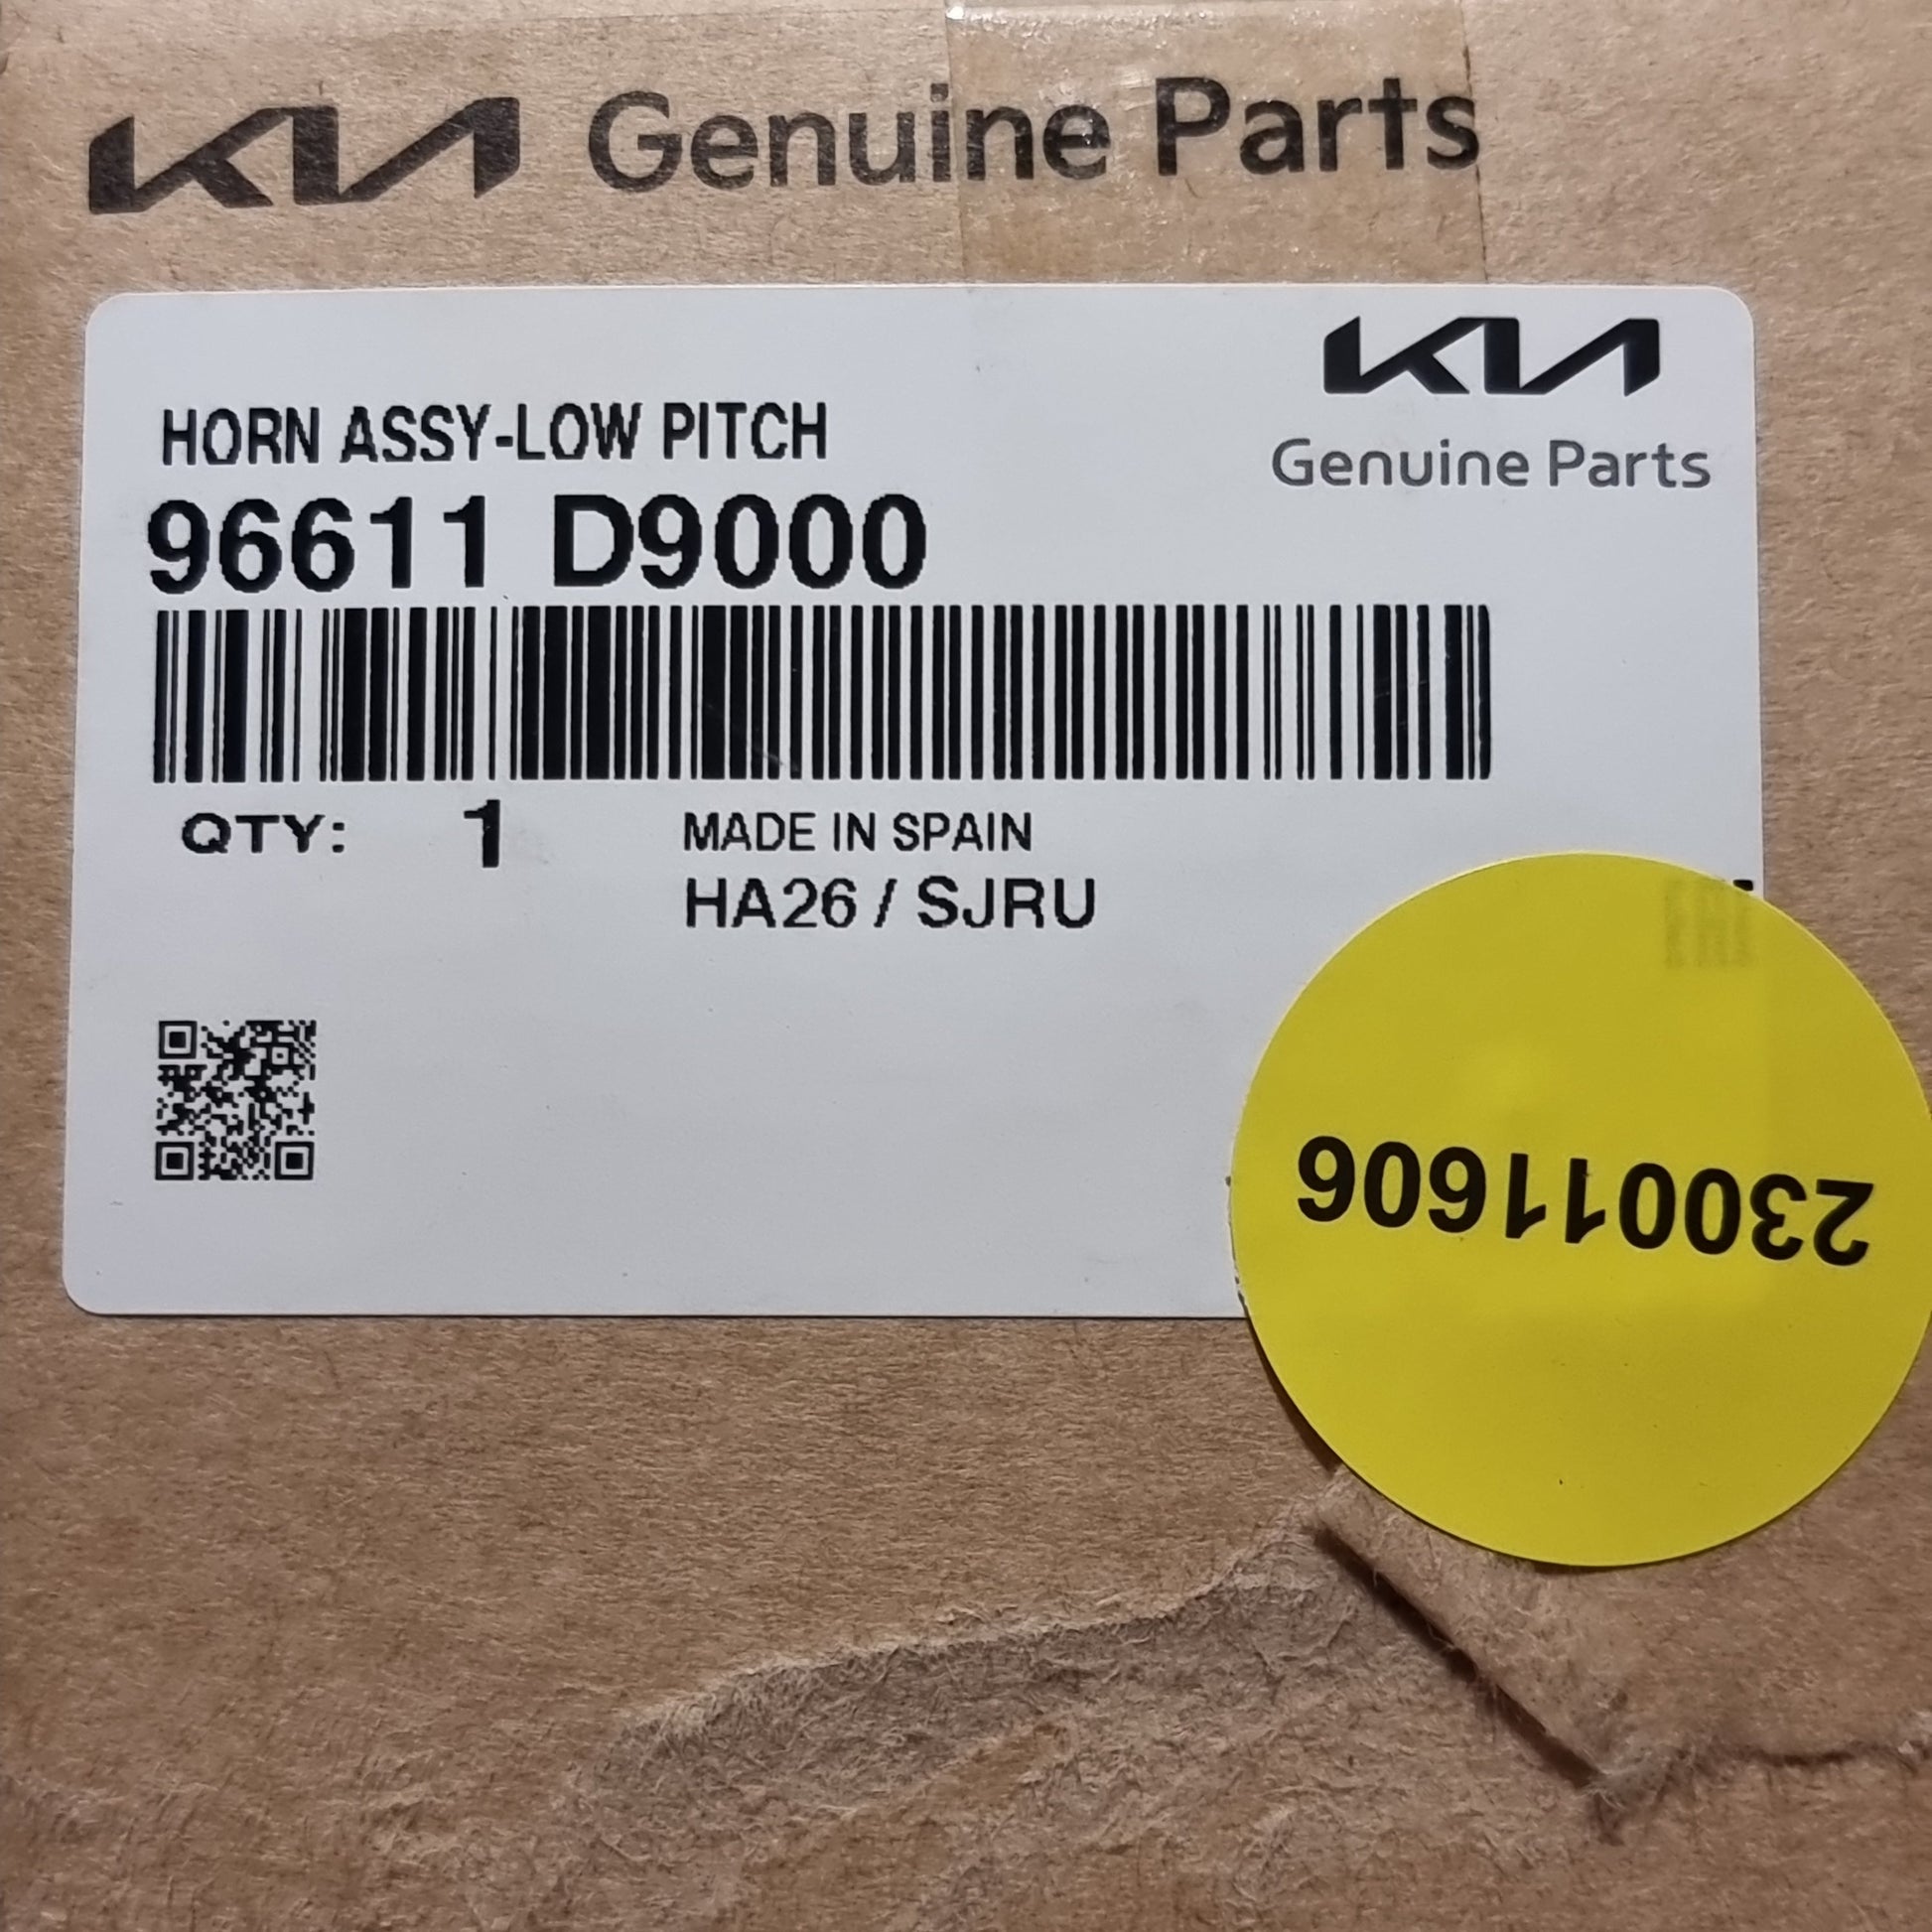 KIA Genuine Parts
KIA
Genuine Parts
HORN ASSY-LOW PITCH
96611 D9000
QTY: 1 MADE IN SPAIN
HA26 / SJRU
23011606